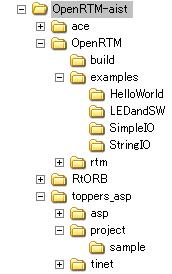 OpenRTM-aist
ace
OpenRTM
build
examples
HelloWorld
LEDandSW
SimpleIO
StringIO
rtm
RtORB
toppers_asp
asp
project
sample
tinet